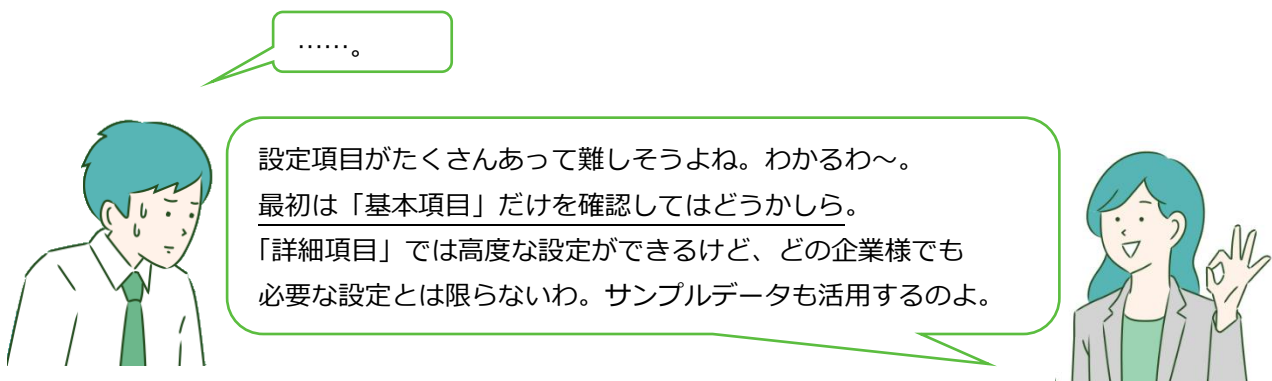 ……。
設定項目がたくさんあって難しそうよね。わかるわ～。
最初は「基本項目」だけを確認してはどうかしら。
「詳細項目」では高度な設定ができるけど、どの企業様でも
必要な設定とは限らないわ。サンプルデータも活用するのよ。